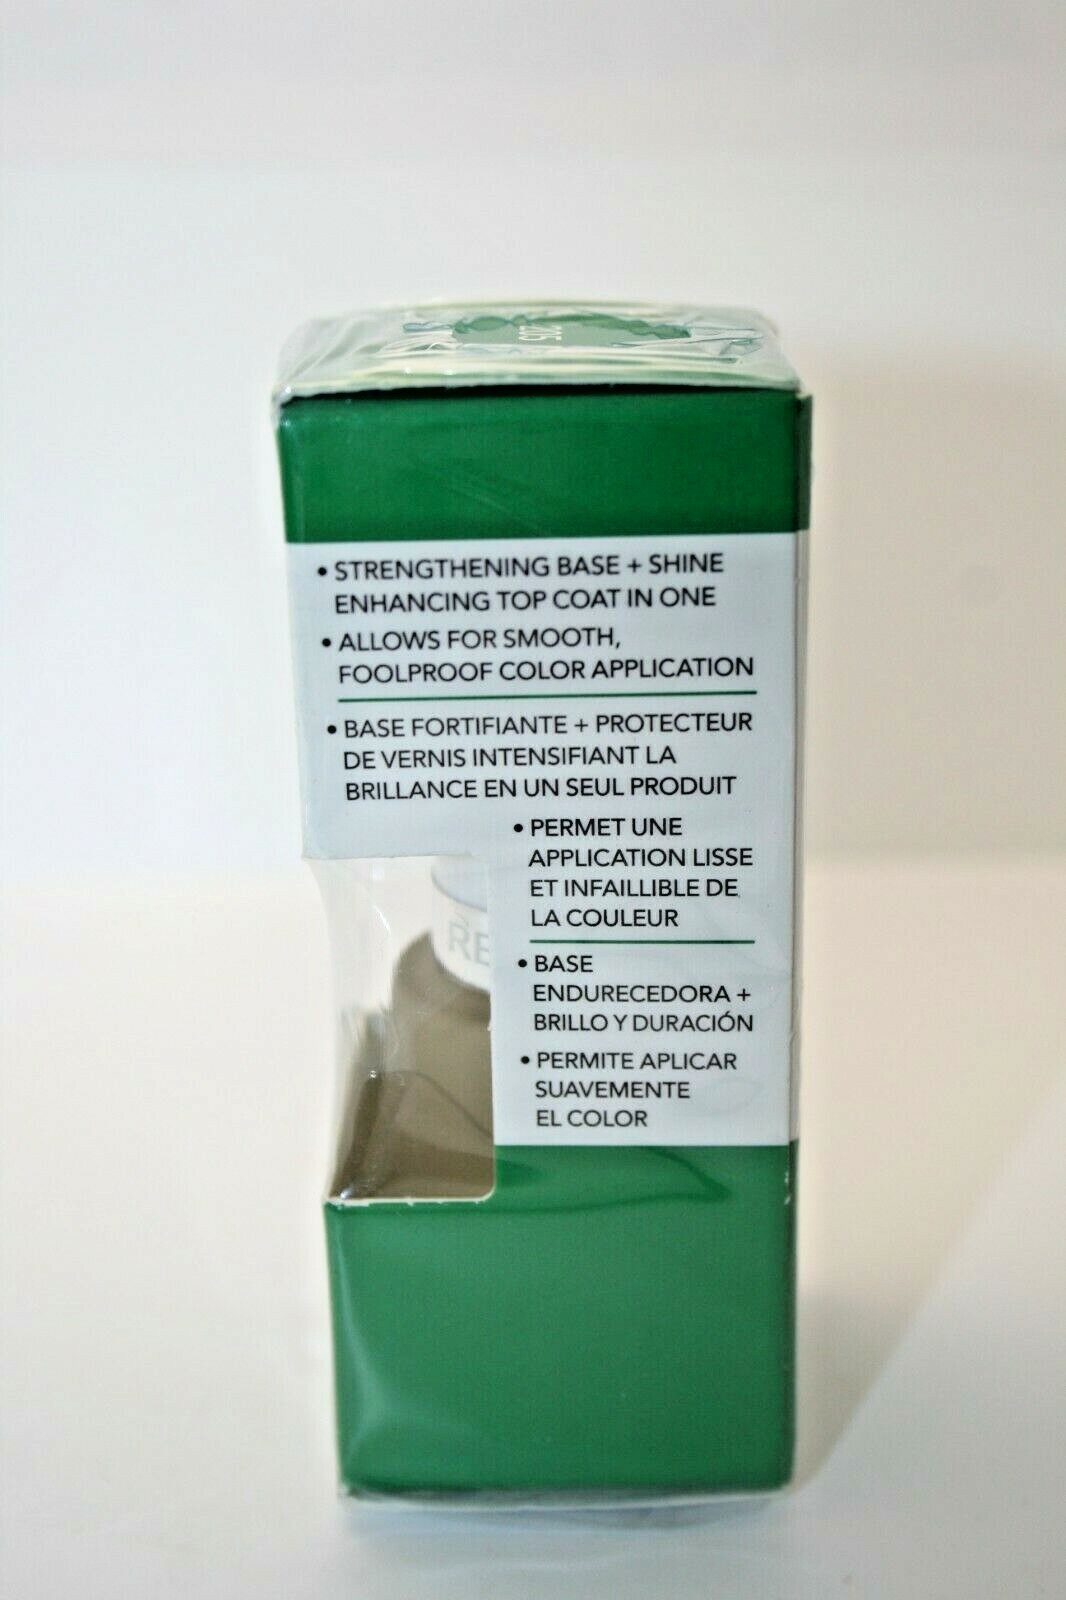 205
• STRENGTHENING BASE + SHINE
ENHANCING TOP COAT IN ONE
• ALLOWS FOR SMOOTH,
FOOLPROOF COLOR APPLICATION
• BASE FORTIFIANTE + PROTECTEUR
DE VERNIS INTENSIFIANT LA
BRILLANCE EN UN SEUL PRODUIT
• PERMET UNE
APPLICATION LISSE
ET INFAILLIBLE DE
LA COULEUR
RE
• BASE
ENDURECEDORA +
BRILLO Y DURACIÓN
• PERMITE APLICAR
SUAVEMENTE
EL COLOR